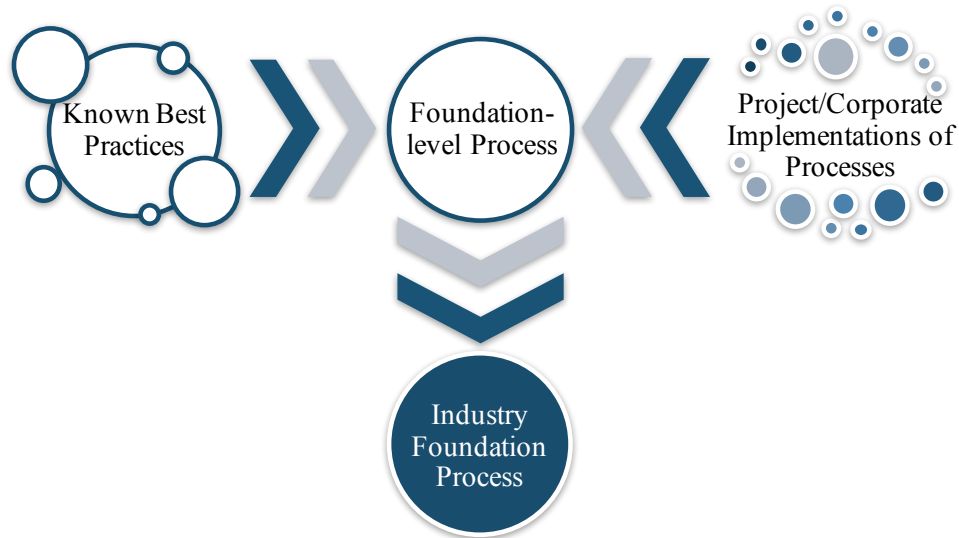 Known Best
Practices
Foundation-
level Process
Project/Corporate
Implementations of
Processes
Industry
Foundation
Process